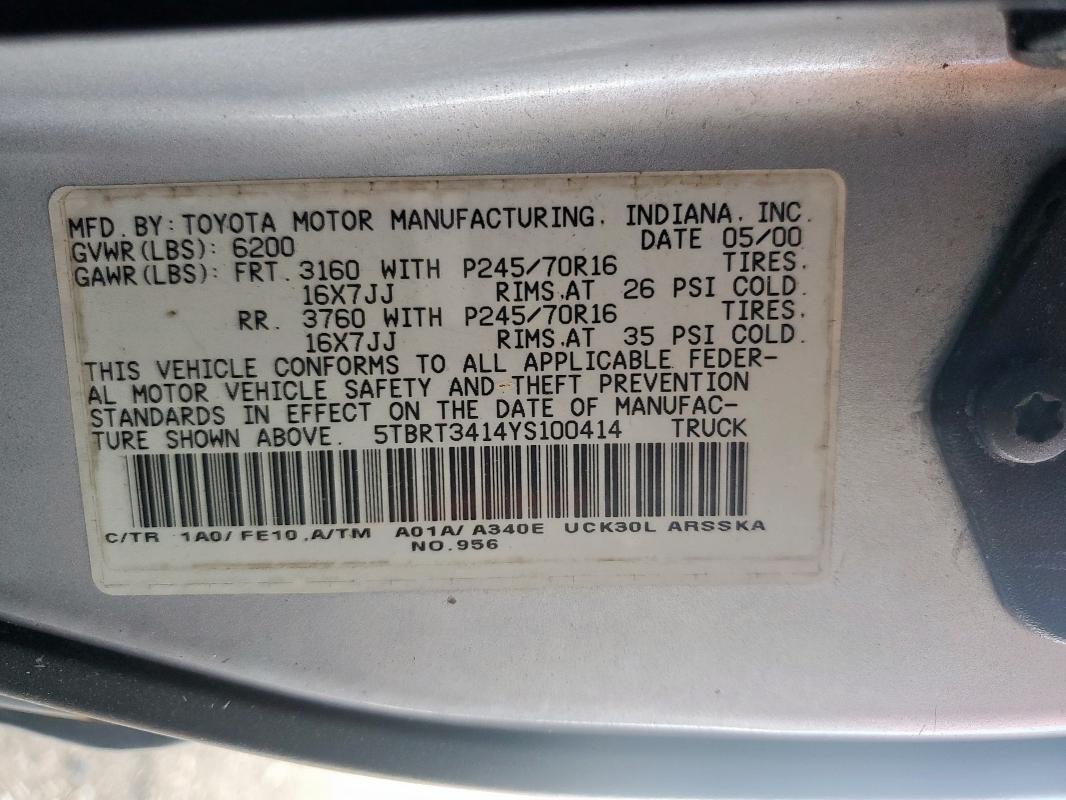 MFD. BY: TOYOTA MOTOR MANUFACTURING, INDIANA, INC.
GVWR(LBS): 6200 DATE 05/00
GAWR(LBS): FRT. 3160 WITH P245/70R16 TIRES.
16X7JJ RIMS.AT 26 PSI COLD.
RR. 3760 WITH P245/70R16 TIRES.
16X7JJ RIMS.AT 35 PSI COLD.
THIS VEHICLE CONFORMS TO ALL APPLICABLE FEDER-
AL MOTOR VEHICLE SAFETY AND THEFT PREVENTION
STANDARDS IN EFFECT ON THE DATE OF MANUFAC-
TURE SHOWN ABOVE. 5TBRT3414YS100414 TRUCK
C/TR 1A0/ FE10 .A/TM A01A/ A340E UCK30L ARSSKA
NO.956